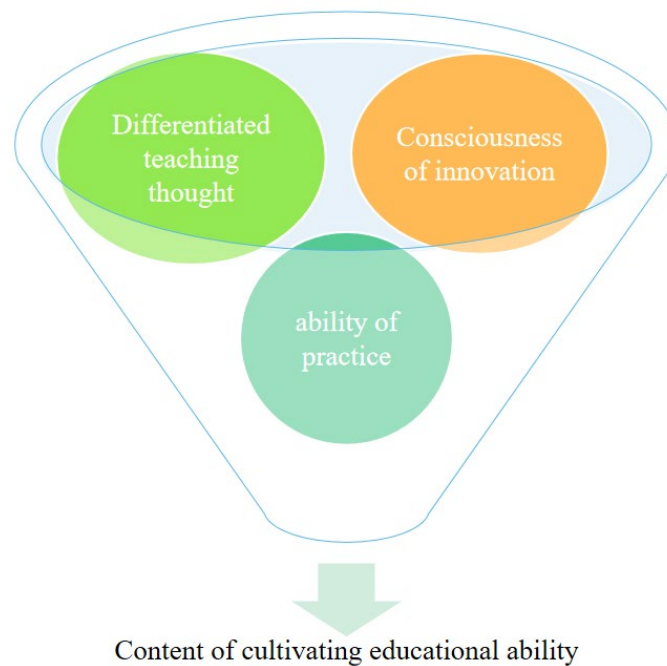 Differentiated
teaching
thought
Consciousness
of innovation
ability of
practice
Content of cultivating educational ability